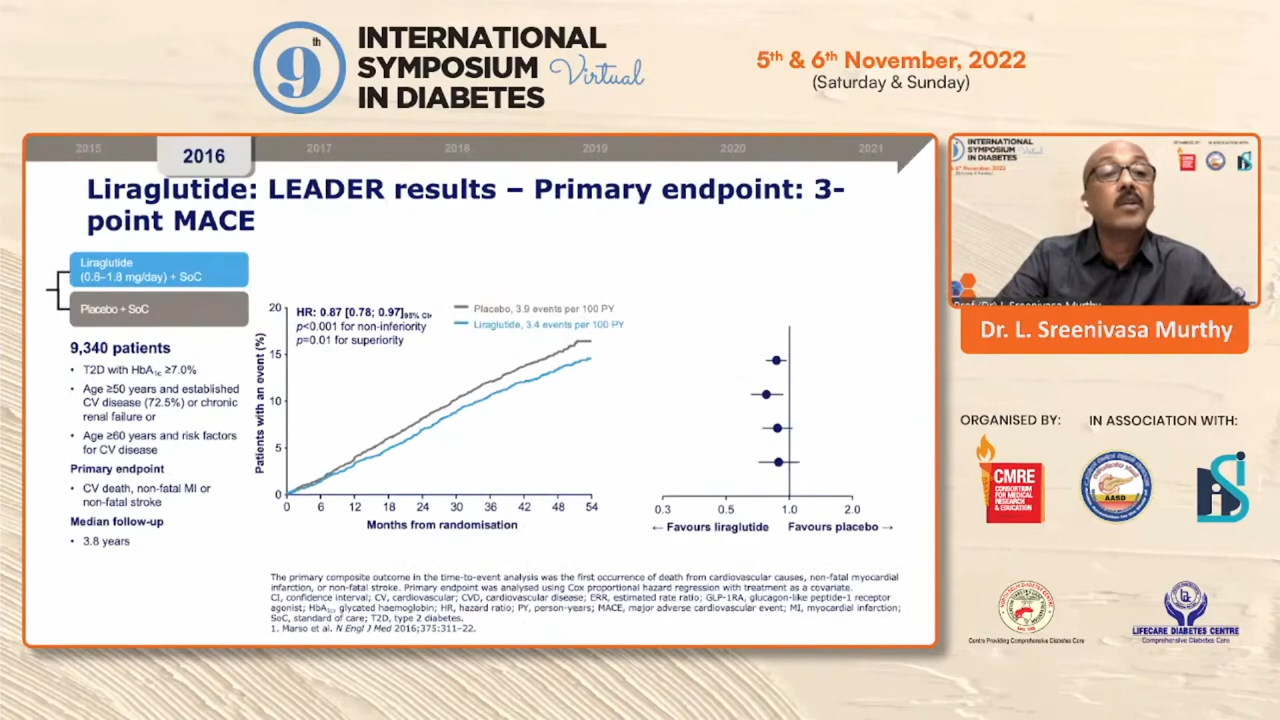 9th
INTERNATIONAL
SYMPOSIUM Virtual
IN DIABETES
5th & 6th November, 2022
(Saturday & Sunday)
2015 2016 2017 2018 2019 2020 2021
Liraglutide: LEADER results – Primary endpoint: 3-
point MACE
Liraglutide
(0.6–1.8 mg/day) + SoC
Placebo + SoC
9,340 patients
• T2D with HbA1c ≥7.0%
• Age ≥50 years and established
CV disease (72.5%) or chronic
renal failure or
• Age ≥60 years and risk factors
for CV disease
Primary endpoint
• CV death, non-fatal MI or
non-fatal stroke
Median follow-up
• 3.8 years
HR: 0.87 [0.78; 0.97]95% CI
p<0.001 for non-inferiority
p=0.01 for superiority
Placebo, 3.9 events per 100 PY
Liraglutide, 3.4 events per 100 PY
Patients with an event (%)
20
15
10
5
0
0 6 12 18 24 30 36 42 48 54
Months from randomisation
0.3 0.5 1.0 2.0
← Favours liraglutide Favours placebo →
The primary composite outcome in the time-to-event analysis was the first occurrence of death from cardiovascular causes, non-fatal myocardial
infarction, or non-fatal stroke. Primary endpoint was analysed using Cox proportional hazard regression with treatment as a covariate.
CI, confidence interval; CV, cardiovascular; CVD, cardiovascular disease; ERR, estimated rate ratio; GLP-1RA, glucagon-like peptide-1 receptor
agonist; HbA1c, glycated haemoglobin; HR, hazard ratio; PY, person-years; MACE, major adverse cardiovascular event; MI, myocardial infarction;
SoC, standard of care; T2D, type 2 diabetes.
1. Marso et al. N Engl J Med 2016;375:311–22.
INTERNATIONAL
SYMPOSIUM Virtual
IN DIABETES
Prof (Dr) L Sreenivasa Murthy
Dr. L. Sreenivasa Murthy
ORGANISED BY: IN ASSOCIATION WITH:
CMRE
CONSORTIUM
FOR MEDICAL
RESEARCH
& EDUCATION
AASD
Centre Providing Comprehensive Diabetes Care
LIFECARE DIABETES CENTRE
Comprehensive Diabetes Care